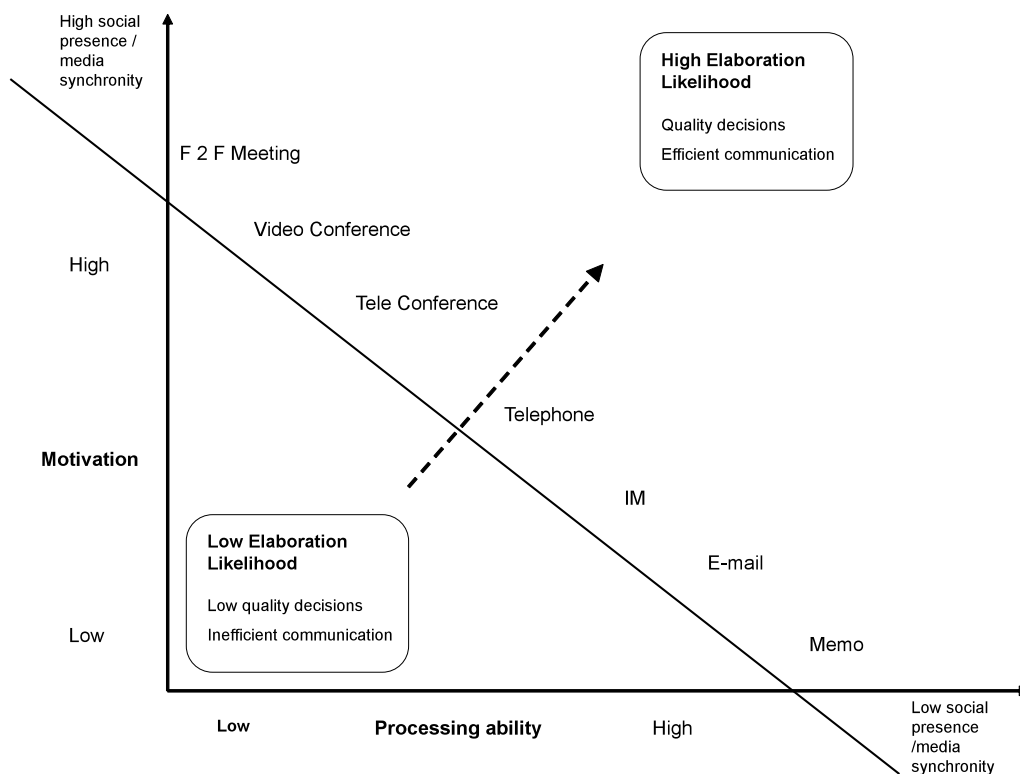 High social
presence /
media
synchronity
High Elaboration
Likelihood
Quality decisions
Efficient communication
F 2 F Meeting
Video Conference
High
Tele Conference
Telephone
Motivation
IM
Low Elaboration
Likelihood
Low quality decisions
Inefficient communication
E-mail
Low
Memo
Low
Processing ability
High
Low social
presence
/media
synchronity